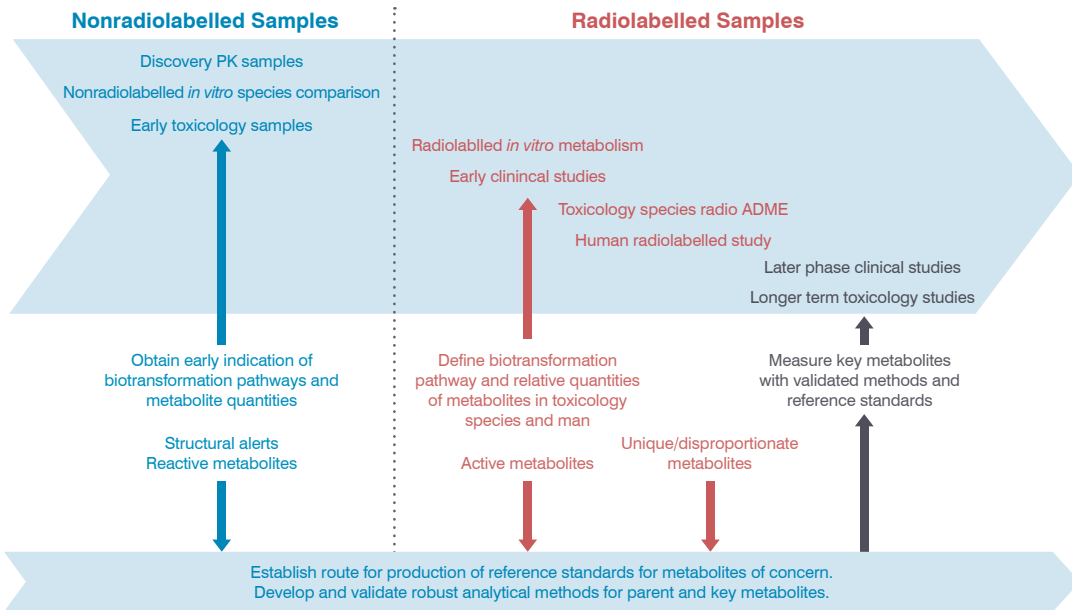 Nonradiolabelled Samples
Radiolabelled Samples
Discovery PK samples
Nonradiolabelled in vitro species comparison
Early toxicology samples
Radiolablled in vitro metabolism
Early clinincal studies
Toxicology species radio ADME
Human radiolabelled study
Later phase clinical studies
Longer term toxicology studies
Obtain early indication of
biotransformation pathways and
metabolite quantities
Structural alerts
Reactive metabolites
Define biotransformation
pathway and relative quantities
of metabolites in toxicology
species and man
Active metabolites
Unique/disproportionate
metabolites
Measure key metabolites
with validated methods and
reference standards
Establish route for production of reference standards for metabolites of concern.
Develop and validate robust analytical methods for parent and key metabolites.